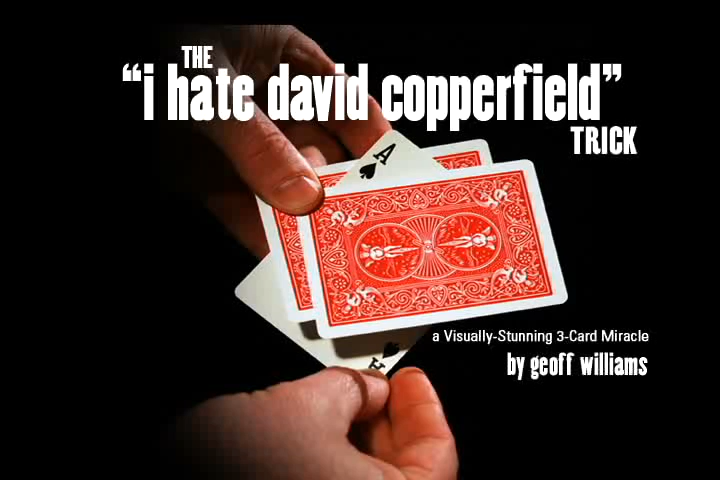 THE
“i hate david copperfield”
TRICK
A
a Visually-Stunning 3-Card Miracle
by geoff williams
A